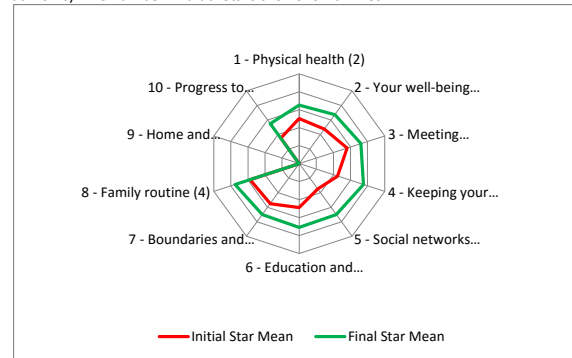 1 - Physical health (2)
10 - Progress to...
2 - Your well-being...
9 - Home and...
3 - Meeting...
8 - Family routine (4)
4 - Keeping your...
7 - Boundaries and...
5 - Social networks...
6 - Education and...
Initial Star Mean
Final Star Mean